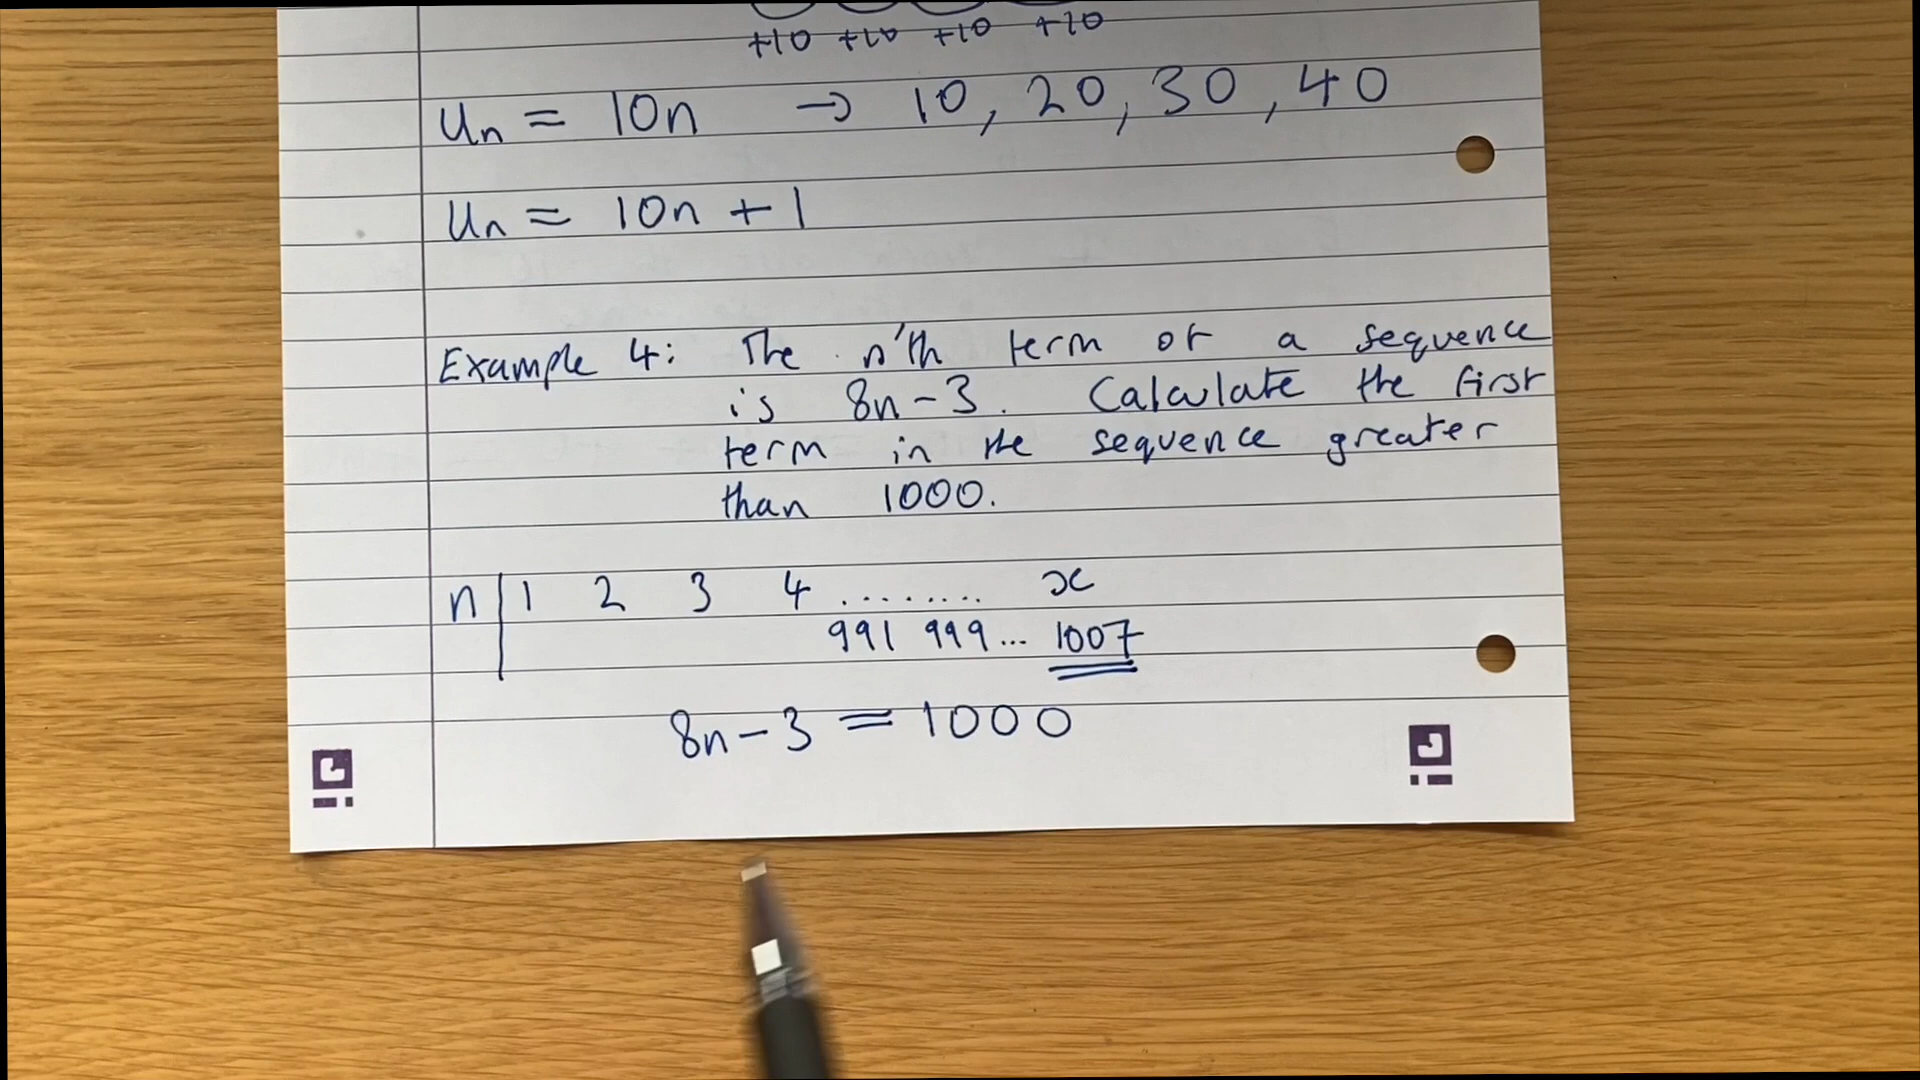 +10 +10 +10 +10
un = 10n → 10, 20, 30, 40
un = 10n + 1
Example 4: The n'th term of a sequence
is 8n - 3. Calculate the first
term in the sequence greater
than 1000.
n | 1 2 3 4 ........ x
991 999... 1007
8n - 3 = 1000